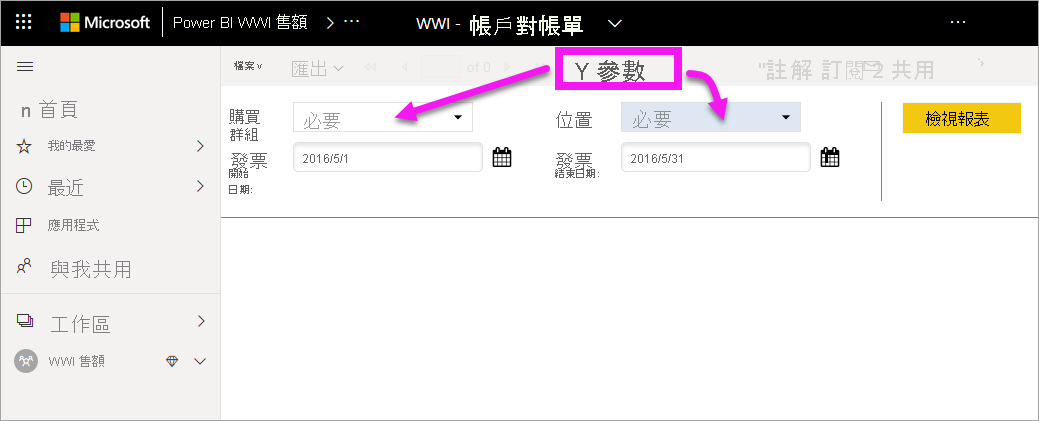 Microsoft Power BI WWI 售額 > ··· WWI - 帳戶對帳單 ···
檔案 匯出 of 0 Y 參數 "註解 訂閱 2 共用
n 首頁
我的最愛
最近
應用程式
與我共用
工作區
WWI 售額
購買
群組
必要
位置
必要
檢視報表
發票
開始
日期:
2016/5/1
發票
結束日期:
2016/5/31